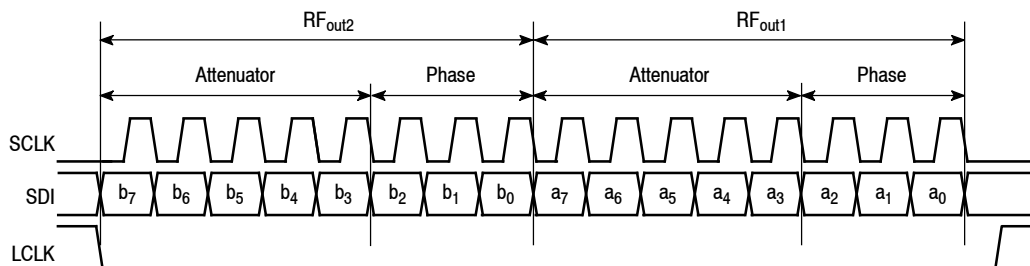 RFout2 RFout1
Attenuator Phase Attenuator Phase
SCLK
SDI b7 b6 b5 b4 b3 b2 b1 b0 a7 a6 a5 a4 a3 a2 a1 a0
LCLK